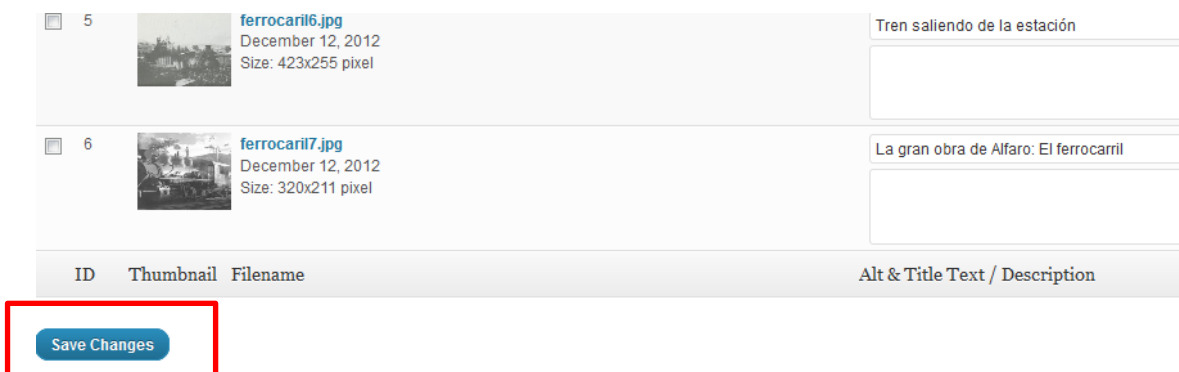 5 ferrocaril6.jpg Tren saliendo de la estación
December 12, 2012
Size: 423x255 pixel
6 ferrocaril7.jpg La gran obra de Alfaro: El ferrocarril
December 12, 2012
Size: 320x211 pixel
ID Thumbnail Filename Alt & Title Text / Description
Save Changes